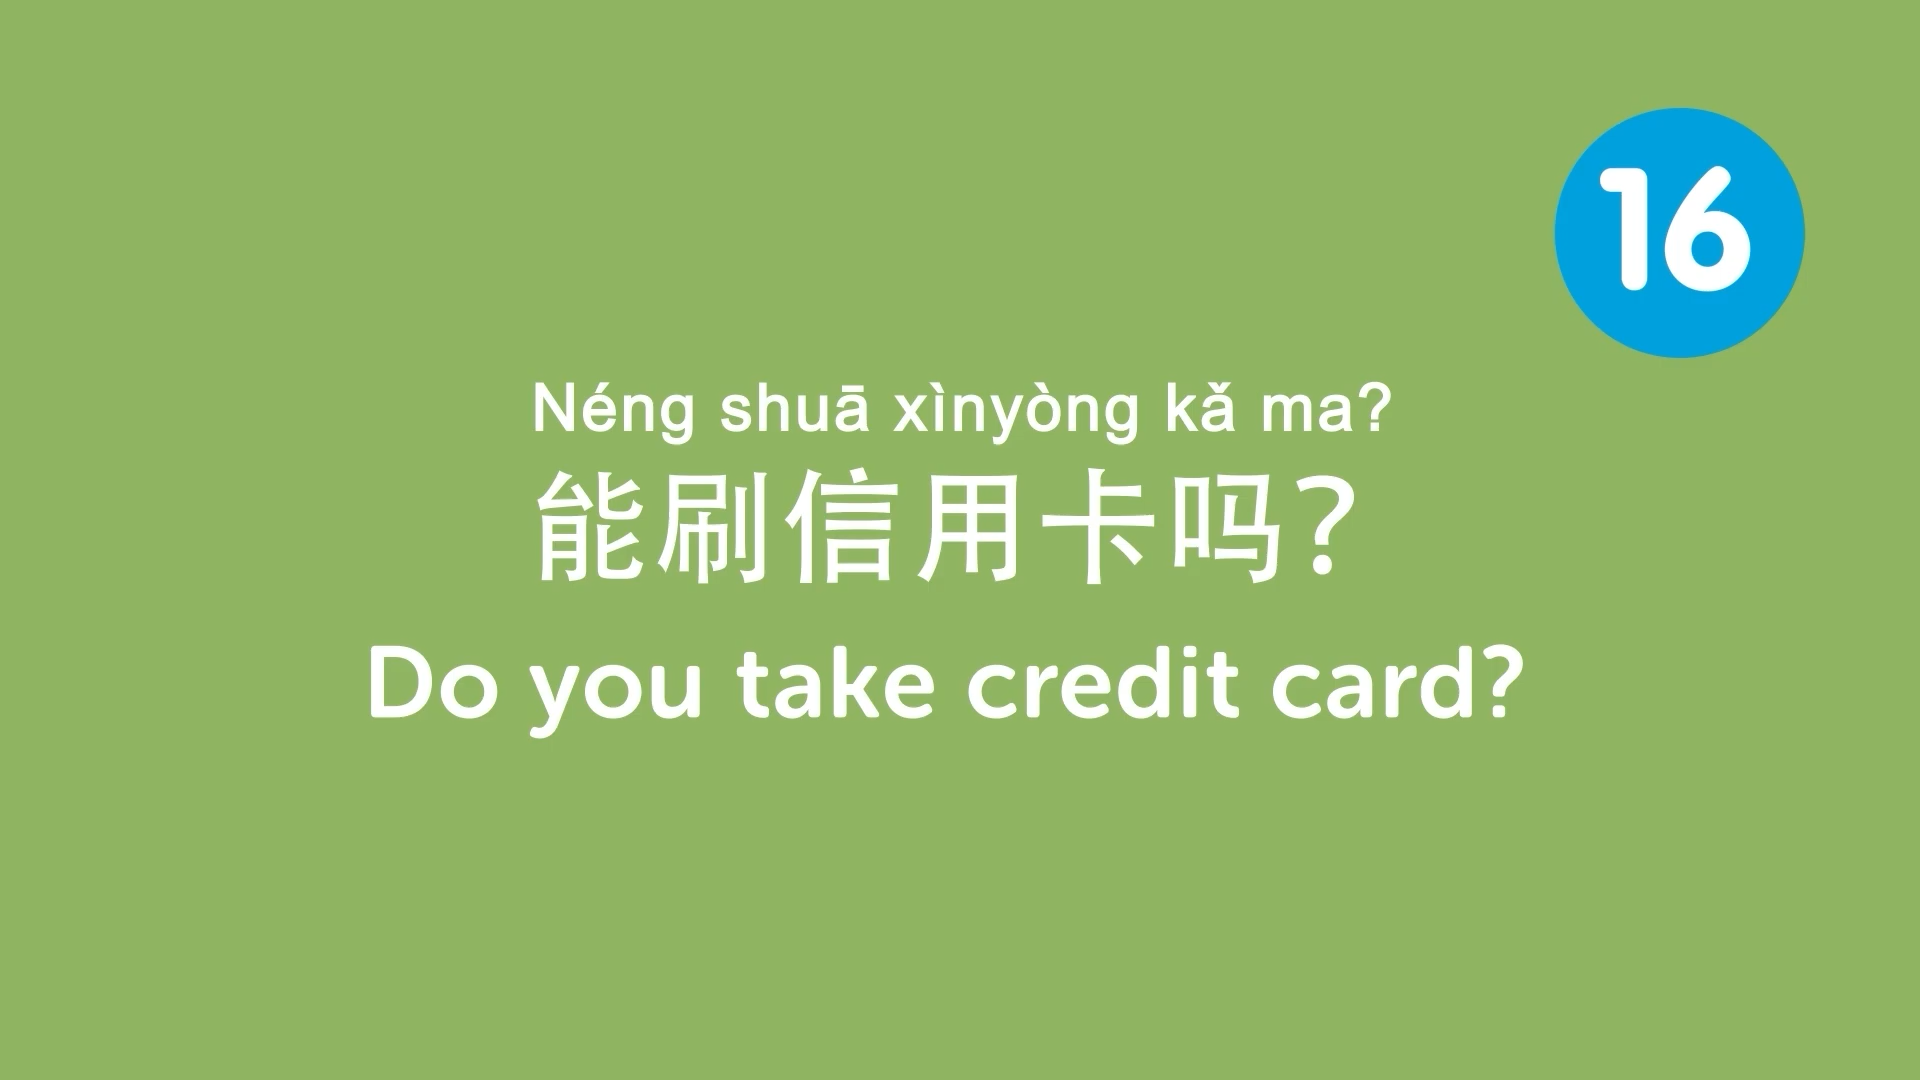 16
Néng shuā xìnyòng kǎ ma?
能刷信用卡吗？
Do you take credit card?